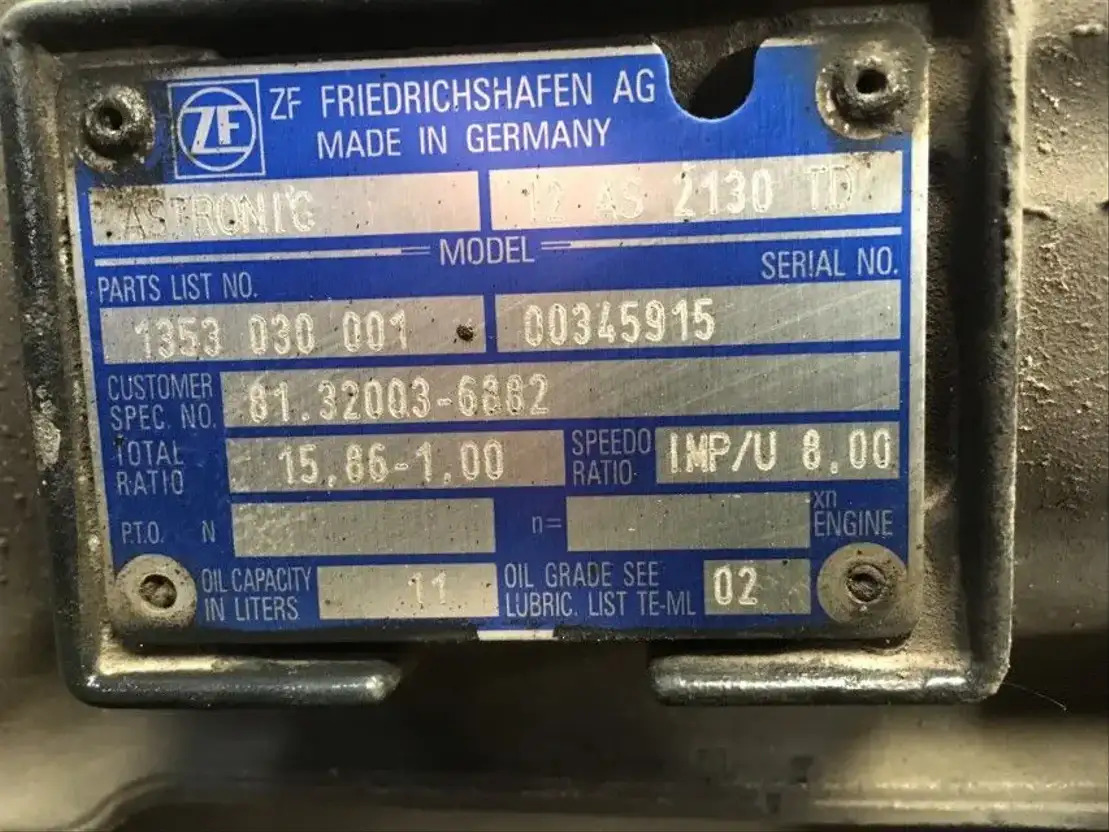 ZF
ZF FRIEDRICHSHAFEN AG
MADE IN GERMANY
ASTRONIC 12 AS 2130 TD
MODEL
PARTS LIST NO. SERIAL NO.
1353 030 001 00345915
CUSTOMER
SPEC. NO. 81.32003-6882
TOTAL
RATIO 15.86-1.00 SPEEDO
RATIO IMP/U 8.00
P.T.O. N n= xn
ENGINE
OIL CAPACITY
IN LITERS 11 OIL GRADE SEE
LUBRIC. LIST TE-ML 02